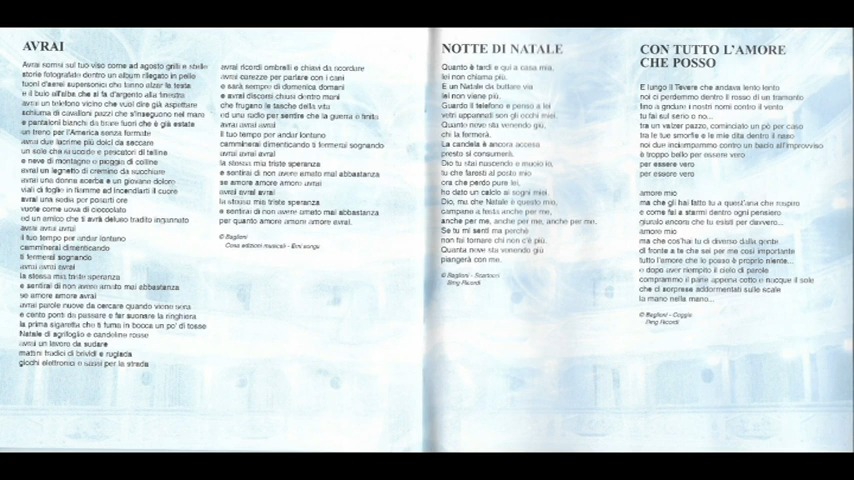 AVRAI
Avrai sorrisi sul tuo viso come ad agosto grilli e stelle
storie fotografate dentro un album rilegato in pelle
tuoni d'aerei supersonici che fanno alzar la testa
e il buio all'alba che si fa d'argento alla finestra
avrai un telefono vicino che vuol dire già aspettare
schiuma di cavalloni pazzi che s'inseguono nel mare
e pantaloni bianchi da tirare fuori che è già estate
un treno per l'America senza fermate
avrai due lacrime più dolci da seccare
un sole che si uccide e pescatori di telline
e neve di montagne e pioggia di colline
avrai un legnetto di cremino da succhiare
avrai una donna acerba e un giovane dolore
viali di foglie in fiamme ad incendiarti il cuore
avrai una sedia per posarti ore
vuote come uova di cioccolato
ed un amico che ti avrà deluso tradito ingannato
avrai avrai avrai
il tuo tempo per andar lontano
camminerai dimenticando
ti fermerai sognando
avrai avrai avrai
la stessa mia triste speranza
e sentirai di non avere amato mai abbastanza
se amore amore avrai
avrai parole nuove da cercare quando viene sera
e cento ponti da passare e far suonare la ringhiera
la prima sigaretta che ti fuma in bocca un po' di tosse
Natale di agrifoglio e candeline rosse
avrai un lavoro da sudare
mattini fradici di brividi e rugiada
giochi elettronici e sassi per la strada
avrai ricordi ombrelli e chiavi da scordare
avrai carezze per parlare con i cani
e sarà sempre di domenica domani
e avrai discorsi chiusi dentro mani
che frugano le tasche della vita
ed una radio per sentire che la guerra è finita
avrai avrai avrai
il tuo tempo per andar lontano
camminerai dimenticando ti fermerai sognando
avrai avrai avrai
la stessa mia triste speranza
e sentirai di non avere amato mai abbastanza
se amore amore amore avrai
avrai avrai avrai
la stessa mia triste speranza
e sentirai di non avere amato mai abbastanza
per quanto amore amore amore avrai.
© Baglioni
Cosa edizioni musicali - Emi songs
NOTTE DI NATALE
Quanto è tardi e qui a casa mia,
lei non chiama più.
E un Natale da buttare via
lei non viene più.
Guardo il telefono e penso a lei
vetri appannati son gli occhi miei.
Quanta neve sta venendo giù,
chi la fermerà.
La candela è ancora accesa
presto si consumerà.
Dio tu stai nascendo e muoio io,
tu che faresti al posto mio
ora che perdo pure lei,
ho dato un calcio ai sogni miei.
Dio, ma che Natale è questo mio,
campane a festa anche per me,
anche per me, anche per me, anche per me.
Se tu mi senti ma perché
non fai tornare chi non c'è più.
Quanta neve sta venendo giù
piangerà con me.
© Baglioni - Scartocci
Bmg Ricordi
CON TUTTO L'AMORE
CHE POSSO
E lungo il Tevere che andava lento lento
noi ci perdemmo dentro il rosso di un tramonto
fino a gridare i nostri nomi contro il vento
tu fai sul serio o no...
tra un valzer pazzo, cominciato un pò per caso
tra le tue smorfie e le mie dita dentro il naso
noi due inciampammo contro un bacio all'improvviso
è troppo bello per essere vero
per essere vero
per essere vero
amore mio
ma che gli hai fatto tu a quest'aria che respiro
e come fai a starmi dentro ogni pensiero
giuralo ancora che tu esisti per davvero...
amore mio
ma che cos'hai tu di diverso dalla gente
di fronte a te che sei per me così importante
tutto l'amore che io posso è proprio niente...
e dopo aver riempito il cielo di parole
comprammo il pane appena cotto e nacque il sole
che ci sorprese addormentati sulle scale
la mano nella mano...
© Baglioni - Coggio
Bmg Ricordi